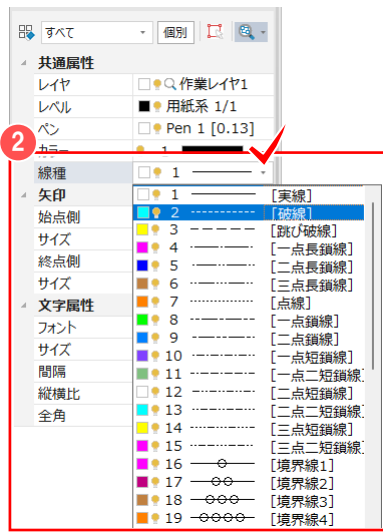 すべて 個別
共通属性
レイヤ 作業レイヤ1
レベル 用紙系 1/1
ペン Pen 1 [0.13]
2
カラー 1
線種 1
矢印
始点側
サイズ
終点側
サイズ
文字属性
フォント
サイズ
間隔
縦横比
全角
1 [実線]
2 [破線]
3 [跳び破線]
4 [一点長鎖線]
5 [二点長鎖線]
6 [三点長鎖線]
7 [点線]
8 [一点鎖線]
9 [二点鎖線]
10 [一点短鎖線]
11 [一点二短鎖線]
12 [二点短鎖線]
13 [二点二短鎖線]
14 [三点短鎖線]
15 [三点二短鎖線]
16 [境界線1]
17 [境界線2]
18 [境界線3]
19 [境界線4]